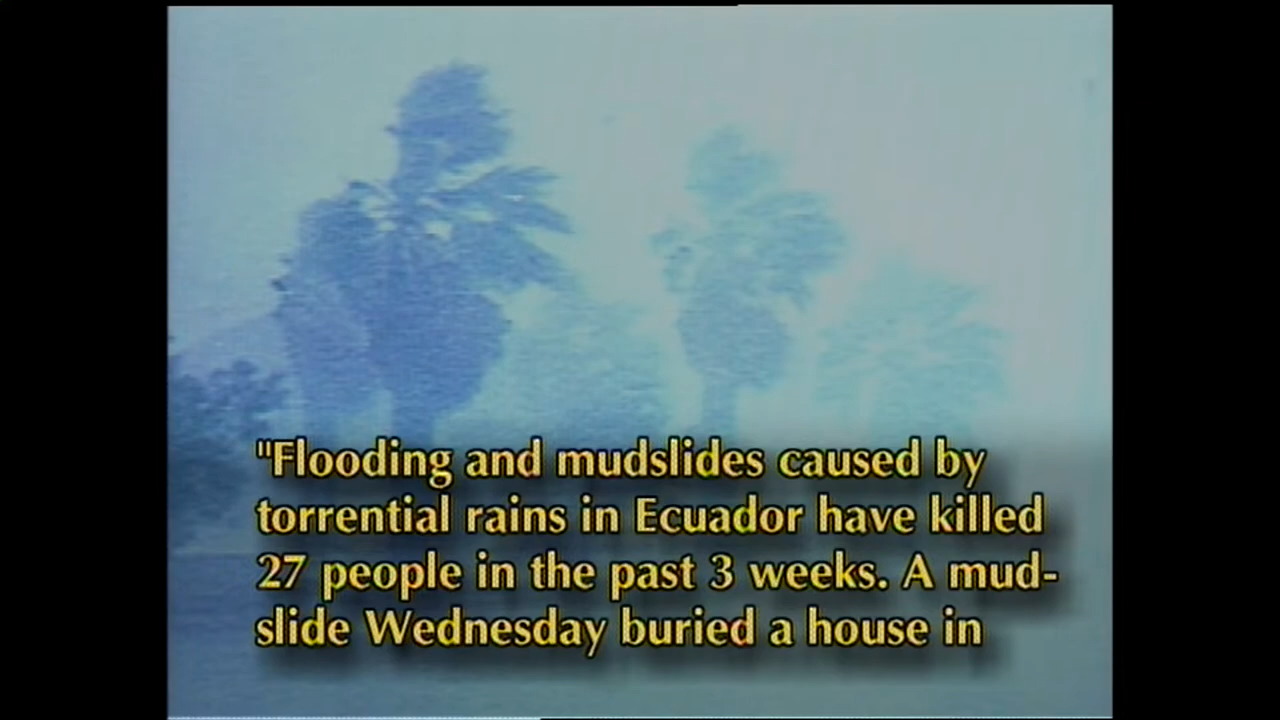 "Flooding and mudslides caused by
torrential rains in Ecuador have killed
27 people in the past 3 weeks. A mud-
slide Wednesday buried a house in